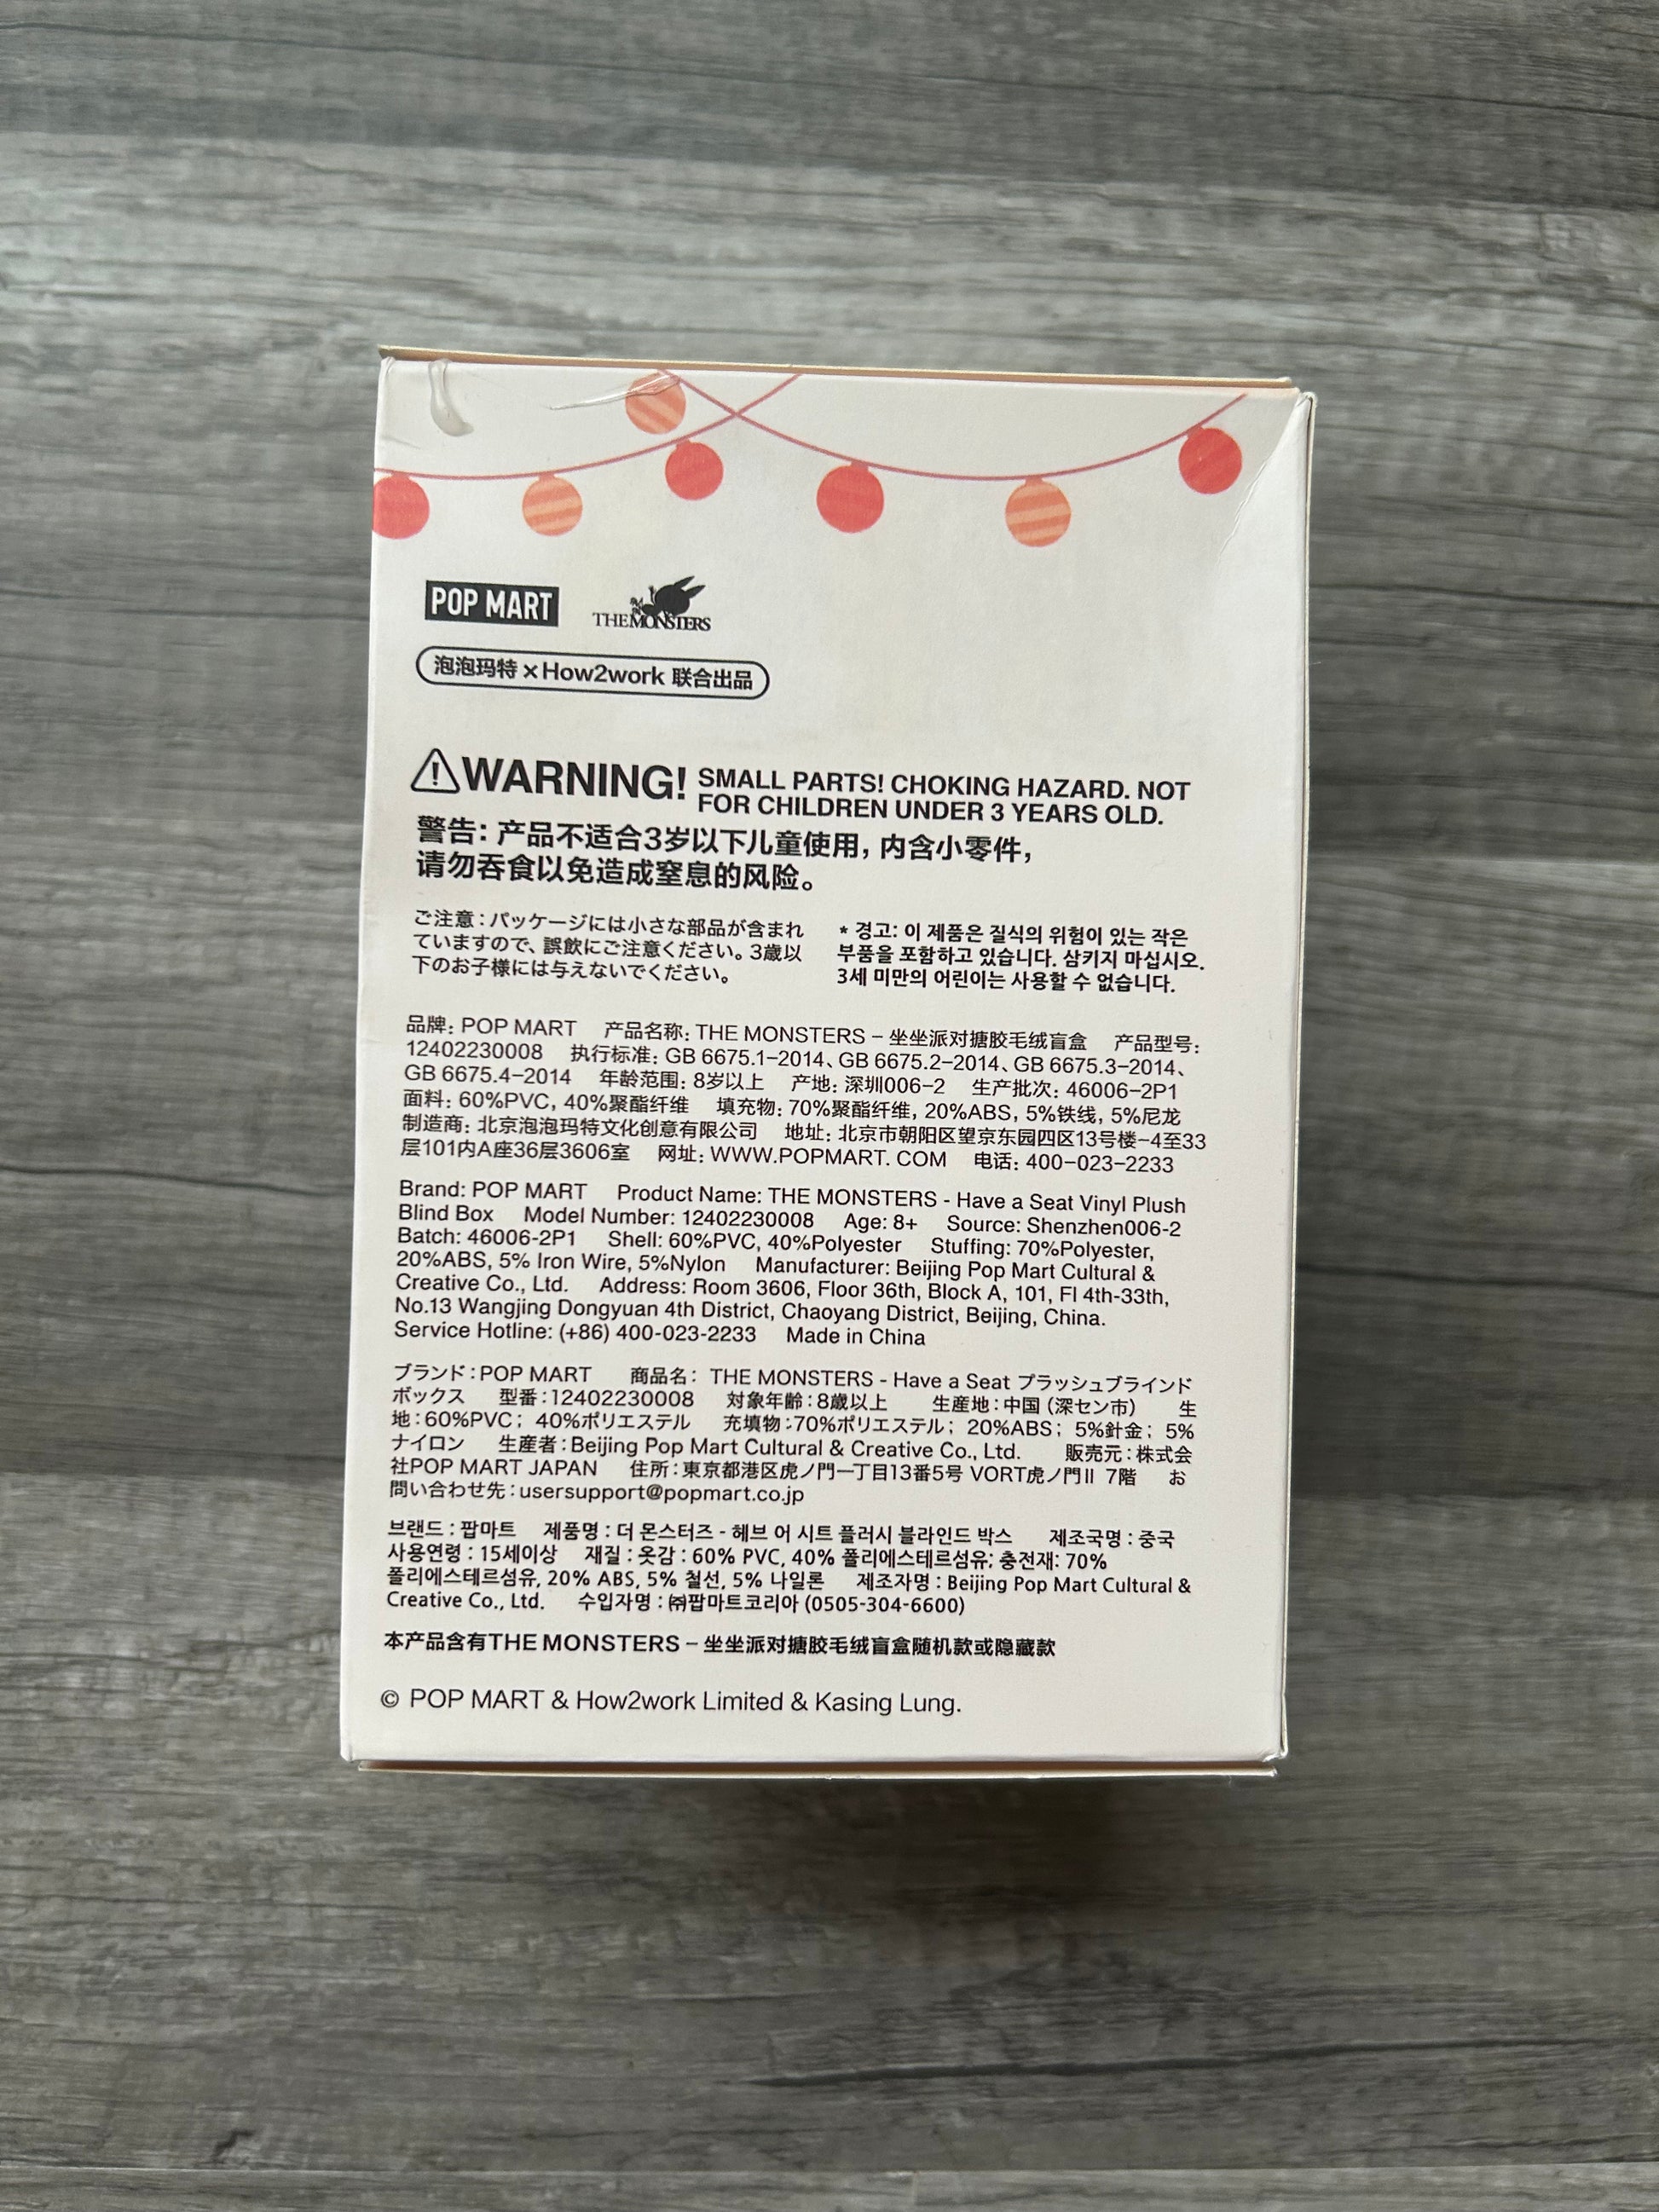 POP MART
THE MONSTERS
泡泡玛特×How2work 联合出品
WARNING! SMALL PARTS! CHOKING HAZARD. NOT
FOR CHILDREN UNDER 3 YEARS OLD.
警告: 产品不适合3岁以下儿童使用, 内含小零件,
请勿吞食以免造成窒息的风险。
ご注意:パッケージには小さな部品が含まれ
ていますので、誤飲にご注意ください。3歳以
下のお子様には与えないでください。
* 경고: 이 제품은 질식의 위험이 있는 작은
부품을 포함하고 있습니다. 삼키지 마십시오.
3세 미만의 어린이는 사용할 수 없습니다.
品牌: POP MART 产品名称: THE MONSTERS – 坐坐派对搪胶毛绒盲盒 产品型号:
12402230008 执行标准: GB 6675.1–2014、GB 6675.2–2014、GB 6675.3–2014、
GB 6675.4–2014 年龄范围: 8岁以上 产地: 深圳006–2 生产批次: 46006–2P1
面料: 60%PVC, 40%聚酯纤维 填充物: 70%聚酯纤维, 20%ABS, 5%铁线, 5%尼龙
制造商: 北京泡泡玛特文化创意有限公司 地址: 北京市朝阳区望京东园四区13号楼–4至33
层101内A座36层3606室 网址: WWW.POPMART. COM 电话: 400–023–2233
Brand: POP MART Product Name: THE MONSTERS - Have a Seat Vinyl Plush
Blind Box Model Number: 12402230008 Age: 8+ Source: Shenzhen006-2
Batch: 46006-2P1 Shell: 60%PVC, 40%Polyester Stuffing: 70%Polyester,
20%ABS, 5% Iron Wire, 5%Nylon Manufacturer: Beijing Pop Mart Cultural &
Creative Co., Ltd. Address: Room 3606, Floor 36th, Block A, 101, Fl 4th-33th,
No.13 Wangjing Dongyuan 4th District, Chaoyang District, Beijing, China.
Service Hotline: (+86) 400-023-2233 Made in China
ブランド:POP MART 商品名: THE MONSTERS - Have a Seat プラッシュブラインド
ボックス 型番:12402230008 対象年齢:8歳以上 生産地:中国(深セン市) 生
地:60%PVC; 40%ポリエステル 充填物:70%ポリエステル; 20%ABS; 5%針金; 5%
ナイロン 生産者:Beijing Pop Mart Cultural & Creative Co., Ltd. 販売元:株式会
社POP MART JAPAN 住所:東京都港区虎ノ門一丁目13番5号 VORT虎ノ門II 7階 お
問い合わせ先:usersupport@popmart.co.jp
브랜드 : 팝마트 제품명 : 더 몬스터즈 - 헤브 어 시트 플러시 블라인드 박스 제조국명 : 중국
사용연령 : 15세이상 재질 : 옷감 : 60% PVC, 40% 폴리에스테르섬유; 충전재: 70%
폴리에스테르섬유, 20% ABS, 5% 철선, 5% 나일론 제조자명 : Beijing Pop Mart Cultural &
Creative Co., Ltd. 수입자명 : ㈜팝마트코리아 (0505-304-6600)
本产品含有THE MONSTERS – 坐坐派对搪胶毛绒盲盒随机款或隐藏款
© POP MART & How2work Limited & Kasing Lung.